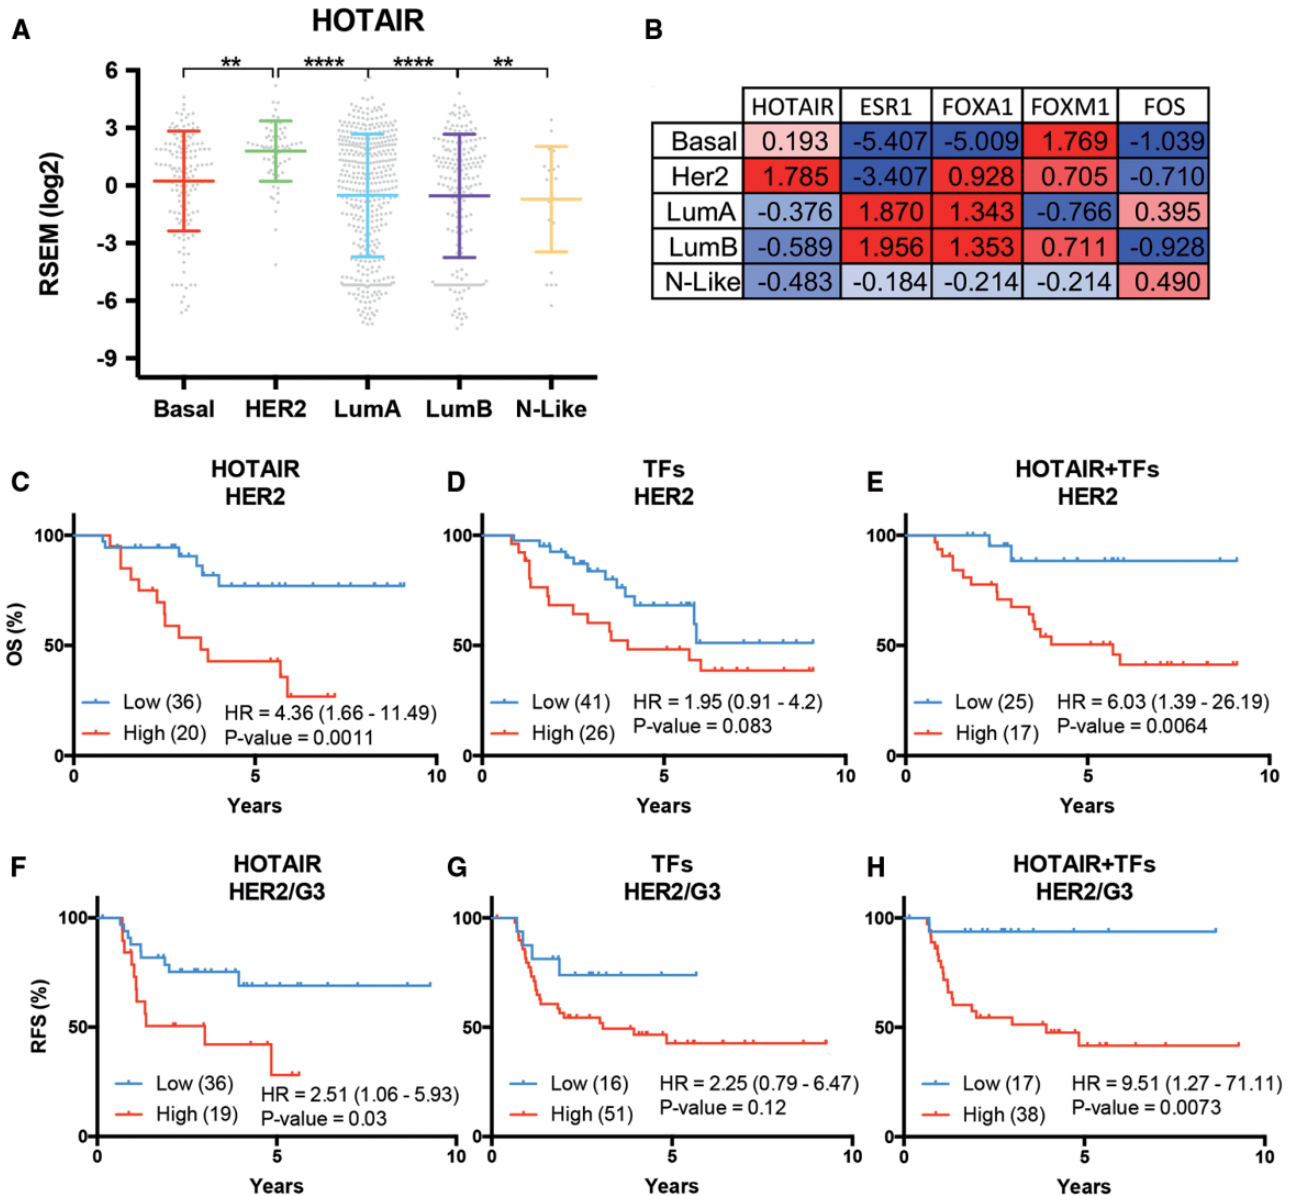 A
HOTAIR
** **** **** **
RSEM (log2)
6
3
0
-3
-6
-9
Basal HER2 LumA LumB N-Like
B
HOTAIR ESR1 FOXA1 FOXM1 FOS
Basal 0.193 -5.407 -5.009 1.769 -1.039
Her2 1.785 -3.407 0.928 0.705 -0.710
LumA -0.376 1.870 1.343 -0.766 0.395
LumB -0.589 1.956 1.353 0.711 -0.928
N-Like -0.483 -0.184 -0.214 -0.214 0.490
C
HOTAIR
HER2
OS (%)
100
50
0
Low (36)
High (20)
HR = 4.36 (1.66 - 11.49)
P-value = 0.0011
0 5 10
Years
D
TFs
HER2
100
50
0
Low (41)
High (26)
HR = 1.95 (0.91 - 4.2)
P-value = 0.083
0 5 10
Years
E
HOTAIR+TFs
HER2
100
50
0
Low (25)
High (17)
HR = 6.03 (1.39 - 26.19)
P-value = 0.0064
0 5 10
Years
F
HOTAIR
HER2/G3
RFS (%)
100
50
0
Low (36)
High (19)
HR = 2.51 (1.06 - 5.93)
P-value = 0.03
0 5 10
Years
G
TFs
HER2/G3
100
50
0
Low (16)
High (51)
HR = 2.25 (0.79 - 6.47)
P-value = 0.12
0 5 10
Years
H
HOTAIR+TFs
HER2/G3
100
50
0
Low (17)
High (38)
HR = 9.51 (1.27 - 71.11)
P-value = 0.0073
0 5 10
Years